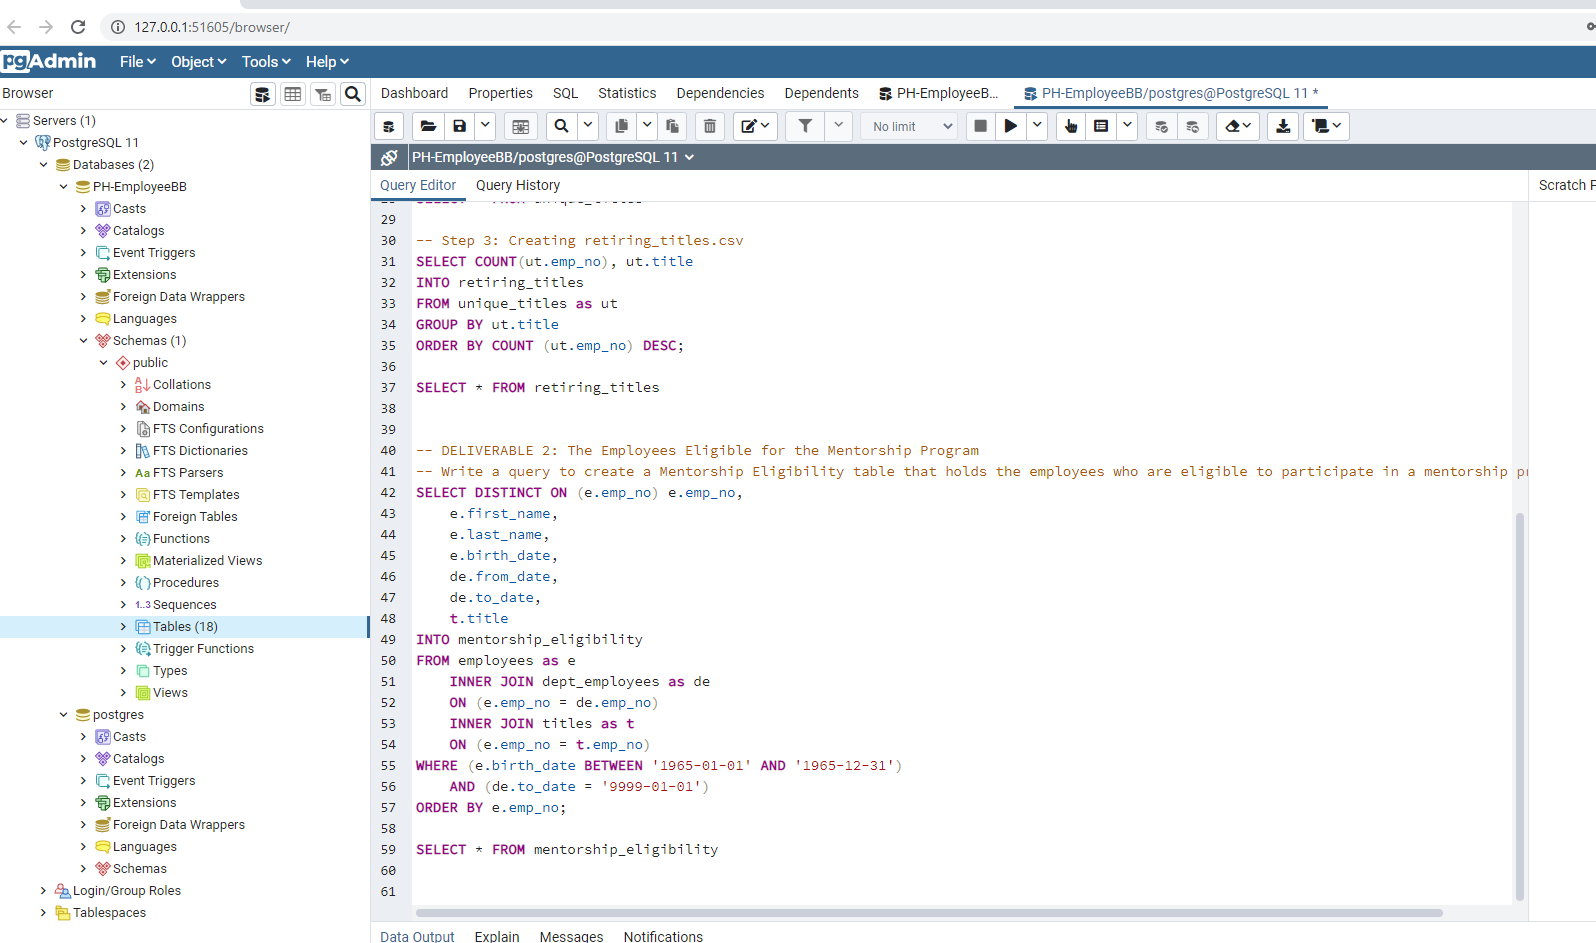 127.0.0.1:51605/browser/
pgAdmin File Object Tools Help
Browser
Dashboard Properties SQL Statistics Dependencies Dependents PH-EmployeeB... PH-EmployeeBB/postgres@PostgreSQL 11 *
No limit
PH-EmployeeBB/postgres@PostgreSQL 11
Query Editor Query History
Scratch P
Servers (1)
PostgreSQL 11
Databases (2)
PH-EmployeeBB
Casts
Catalogs
Event Triggers
Extensions
Foreign Data Wrappers
Languages
Schemas (1)
public
Collations
Domains
FTS Configurations
FTS Dictionaries
Aa FTS Parsers
FTS Templates
Foreign Tables
Functions
Materialized Views
Procedures
1..3 Sequences
Tables (18)
Trigger Functions
Types
Views
postgres
Casts
Catalogs
Event Triggers
Extensions
Foreign Data Wrappers
Languages
Schemas
Login/Group Roles
Tablespaces
29
30 -- Step 3: Creating retiring_titles.csv
31 SELECT COUNT(ut.emp_no), ut.title
32 INTO retiring_titles
33 FROM unique_titles as ut
34 GROUP BY ut.title
35 ORDER BY COUNT (ut.emp_no) DESC;
36
37 SELECT * FROM retiring_titles
38
39
40 -- DELIVERABLE 2: The Employees Eligible for the Mentorship Program
41 -- Write a query to create a Mentorship Eligibility table that holds the employees who are eligible to participate in a mentorship pr
42 SELECT DISTINCT ON (e.emp_no) e.emp_no,
43 e.first_name,
44 e.last_name,
45 e.birth_date,
46 de.from_date,
47 de.to_date,
48 t.title
49 INTO mentorship_eligibility
50 FROM employees as e
51 INNER JOIN dept_employees as de
52 ON (e.emp_no = de.emp_no)
53 INNER JOIN titles as t
54 ON (e.emp_no = t.emp_no)
55 WHERE (e.birth_date BETWEEN '1965-01-01' AND '1965-12-31')
56 AND (de.to_date = '9999-01-01')
57 ORDER BY e.emp_no;
58
59 SELECT * FROM mentorship_eligibility
60
61
Data Output Explain Messages Notifications